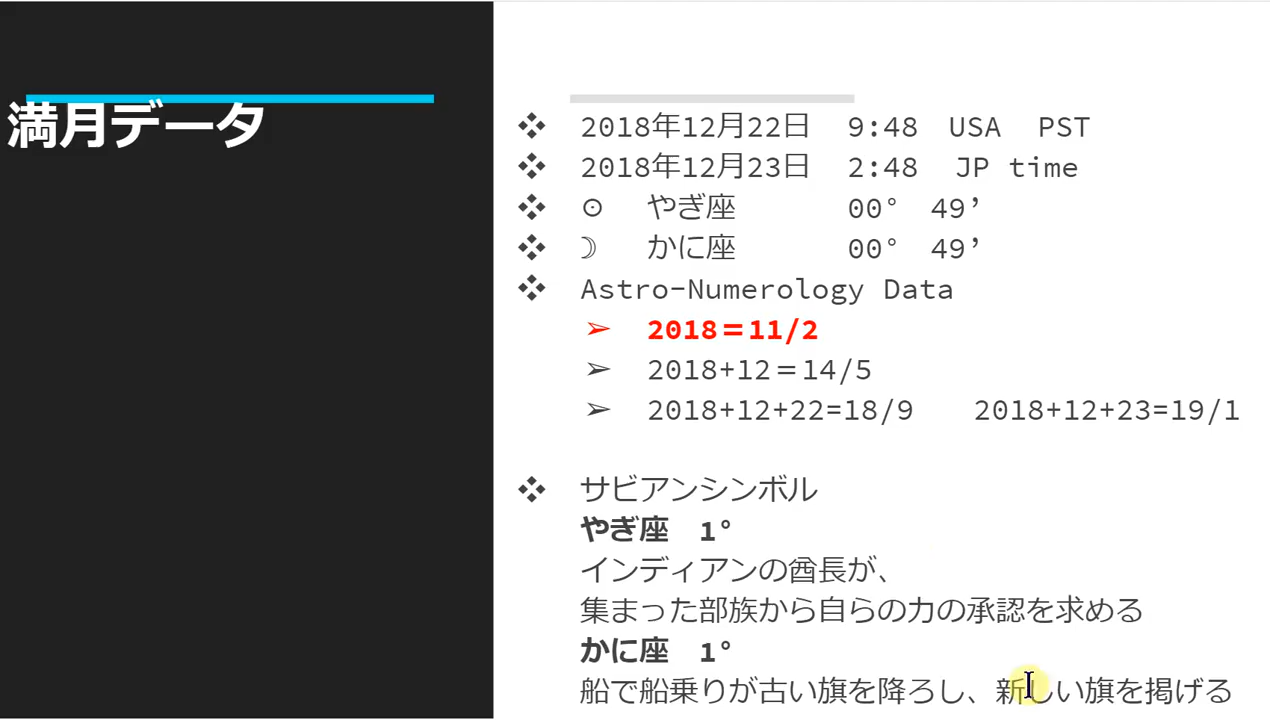 満月データ
2018年12月22日 9:48 USA PST
2018年12月23日 2:48 JP time
☉ やぎ座 00° 49’
☽ かに座 00° 49’
Astro-Numerology Data
2018＝11/2
2018+12＝14/5
2018+12+22=18/9 2018+12+23=19/1
サビアンシンボル
やぎ座 1°
インディアンの酋長が、
集まった部族から自らの力の承認を求める
かに座 1°
船で船乗りが古い旗を降ろし、新しい旗を掲げる